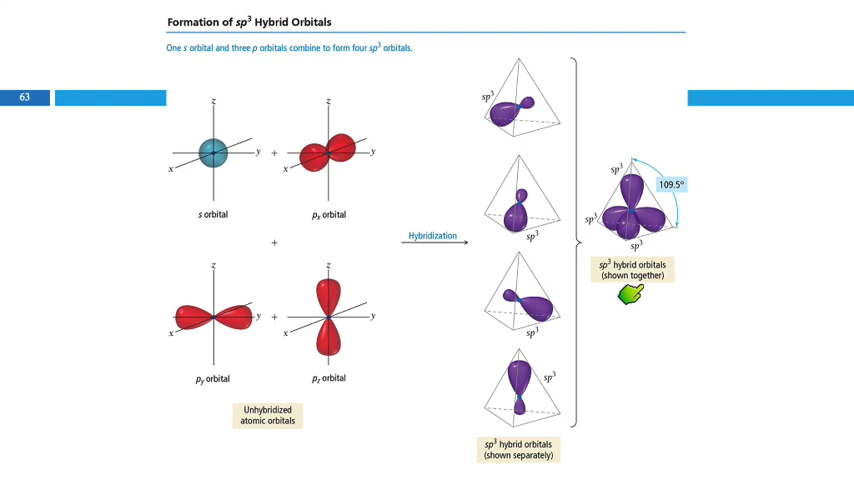 Formation of sp³ Hybrid Orbitals
One s orbital and three p orbitals combine to form four sp³ orbitals.
63
z
y
x
s orbital
+
z
y
x
pₓ orbital
+
z
y
x
p_y orbital
+
z
y
x
p_z orbital
Unhybridized
atomic orbitals
Hybridization
sp³
sp³
sp³
sp³
sp³ hybrid orbitals
(shown separately)
sp³
109.5°
sp³
sp³
sp³ hybrid orbitals
(shown together)